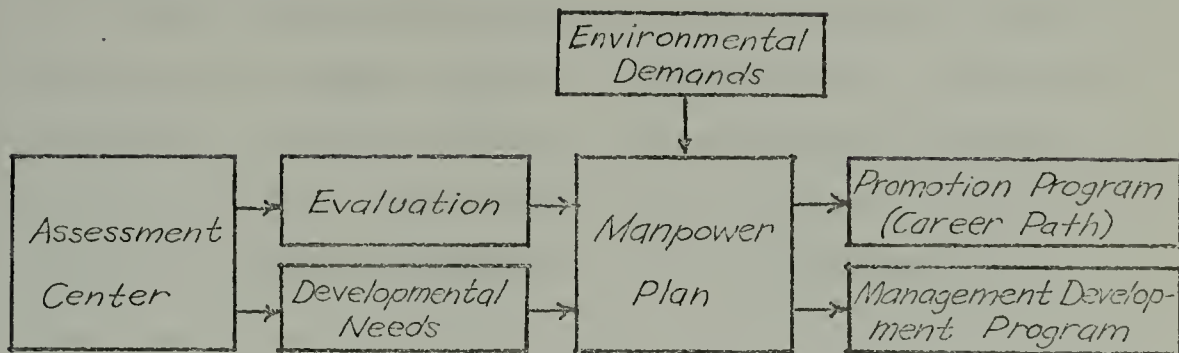 Environmental
Demands
Assessment
Center
Evaluation
Developmental
Needs
Manpower
Plan
Promotion Program
(Career Path)
Management Develop-
ment Program